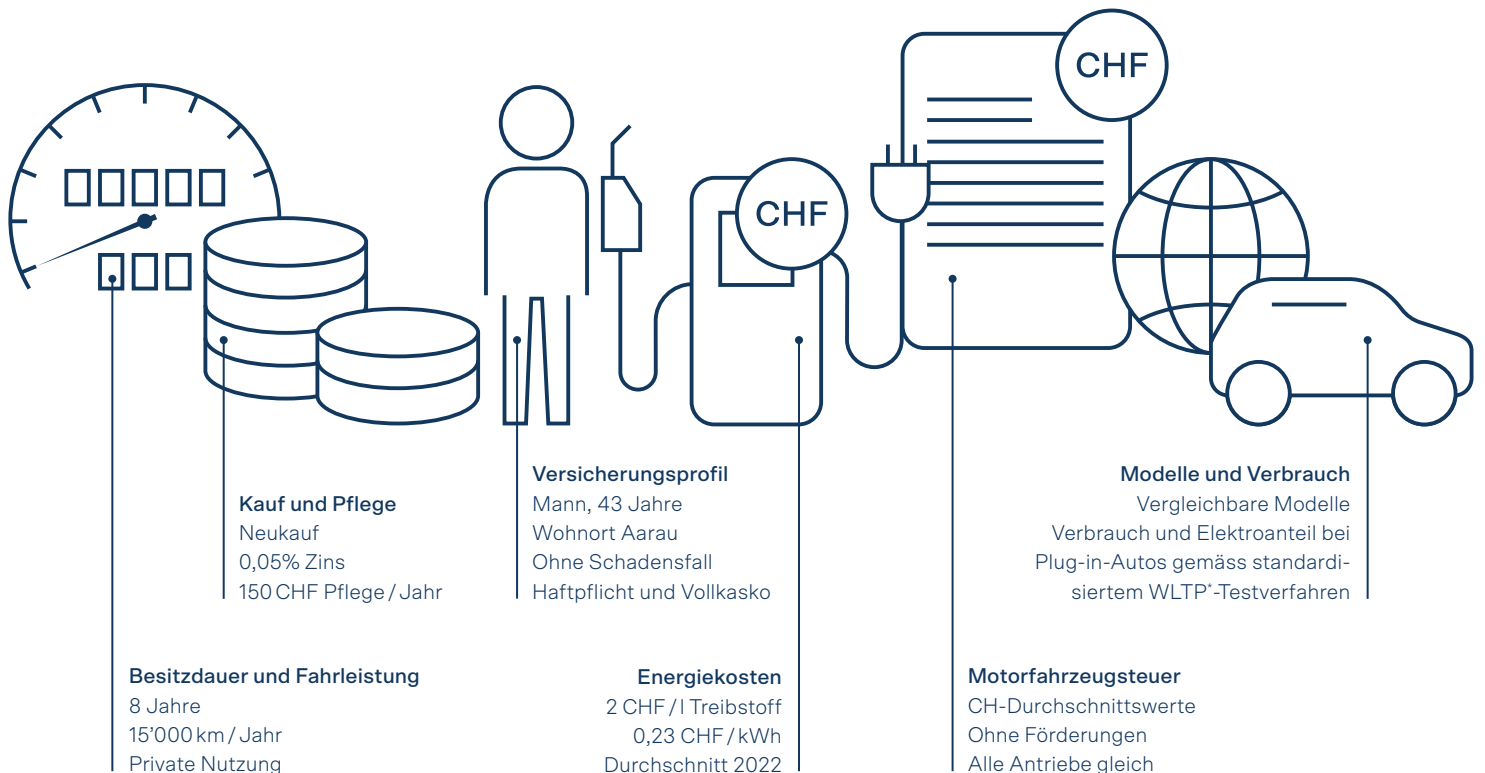 CHF
CHF
Kauf und Pflege
Neukauf
0,05% Zins
150 CHF Pflege / Jahr
Versicherungsprofil
Mann, 43 Jahre
Wohnort Aarau
Ohne Schadensfall
Haftpflicht und Vollkasko
Modelle und Verbrauch
Vergleichbare Modelle
Verbrauch und Elektroanteil bei
Plug-in-Autos gemäss standardi-
siertem WLTP*-Testverfahren
Besitzdauer und Fahrleistung
8 Jahre
15’000 km / Jahr
Private Nutzung
Energiekosten
2 CHF / l Treibstoff
0,23 CHF / kWh
Durchschnitt 2022
Motorfahrzeugsteuer
CH-Durchschnittswerte
Ohne Förderungen
Alle Antriebe gleich